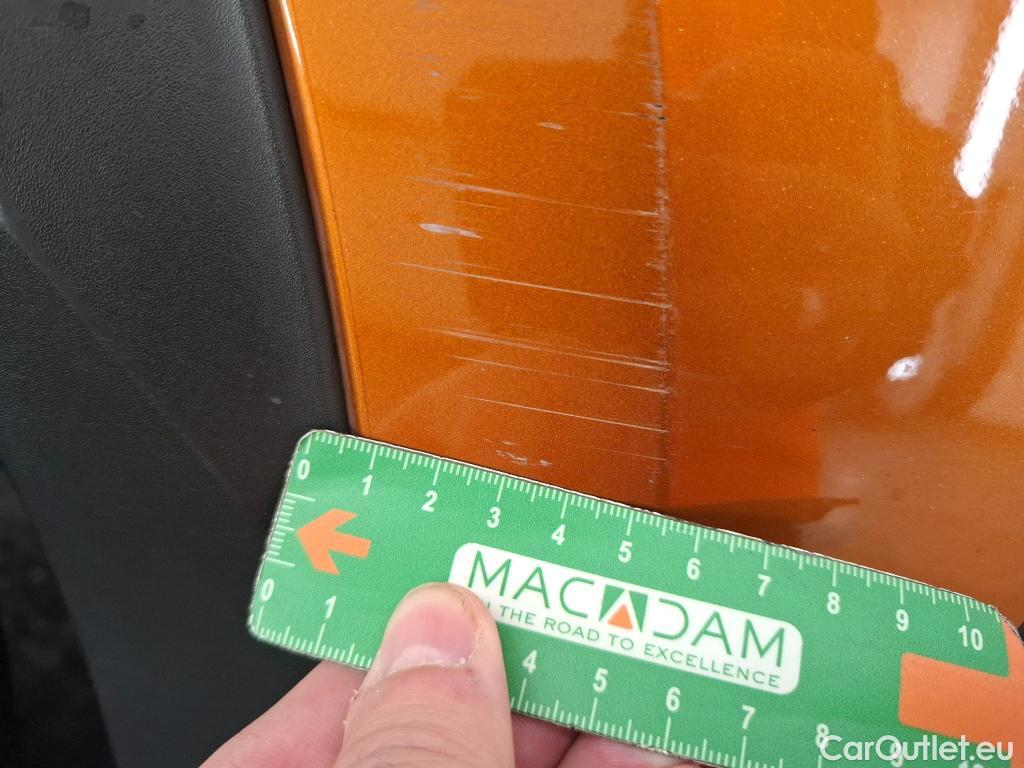 0 1 2 3 4 5 6 7 8 9 10
MACADAM
THE ROAD TO EXCELLENCE
0 1 4 5 6 7 8
CarOutlet.eu